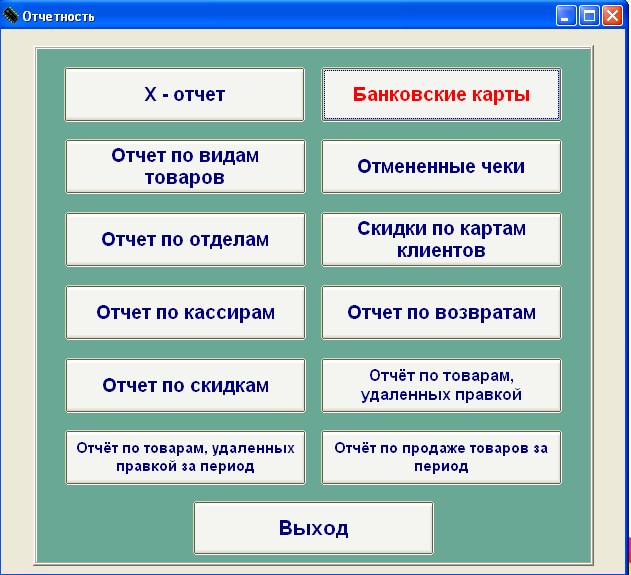 Отчетность
X - отчет
Банковские карты
Отчет по видам
товаров
Отмененные чеки
Отчет по отделам
Скидки по картам
клиентов
Отчет по кассирам
Отчет по возвратам
Отчет по скидкам
Отчёт по товарам,
удаленных правкой
Отчёт по товарам, удаленных
правкой за период
Отчёт по продаже товаров за
период
Выход